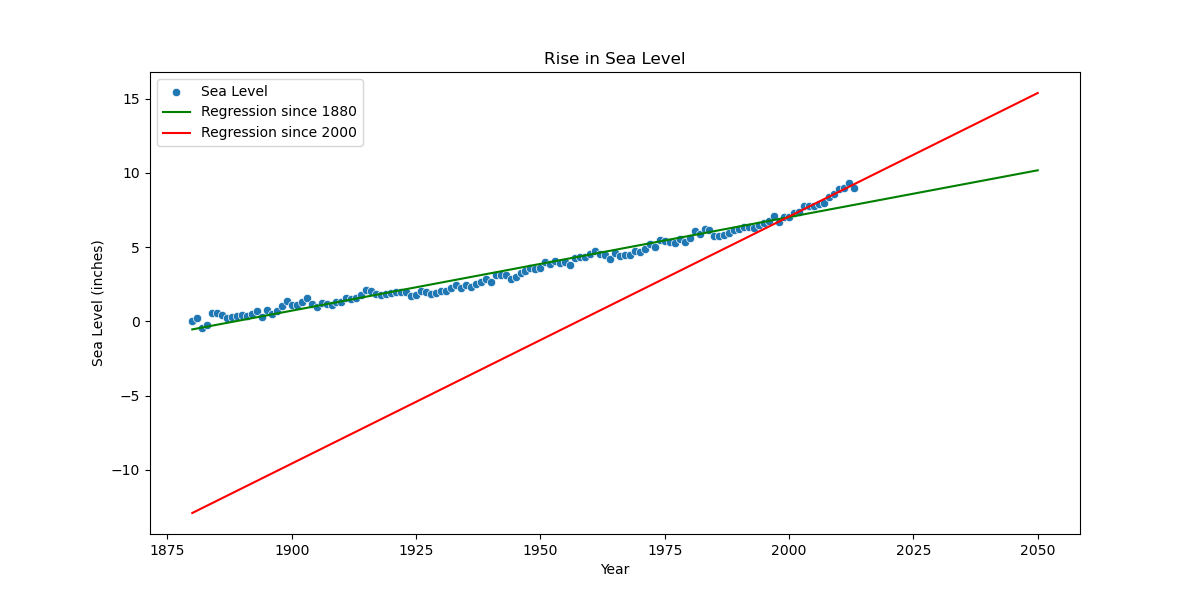 Rise in Sea Level
Sea Level
Regression since 1880
Regression since 2000
15
10
5
0
−5
−10
Sea Level (inches)
1875
1900
1925
1950
1975
2000
2025
2050
Year